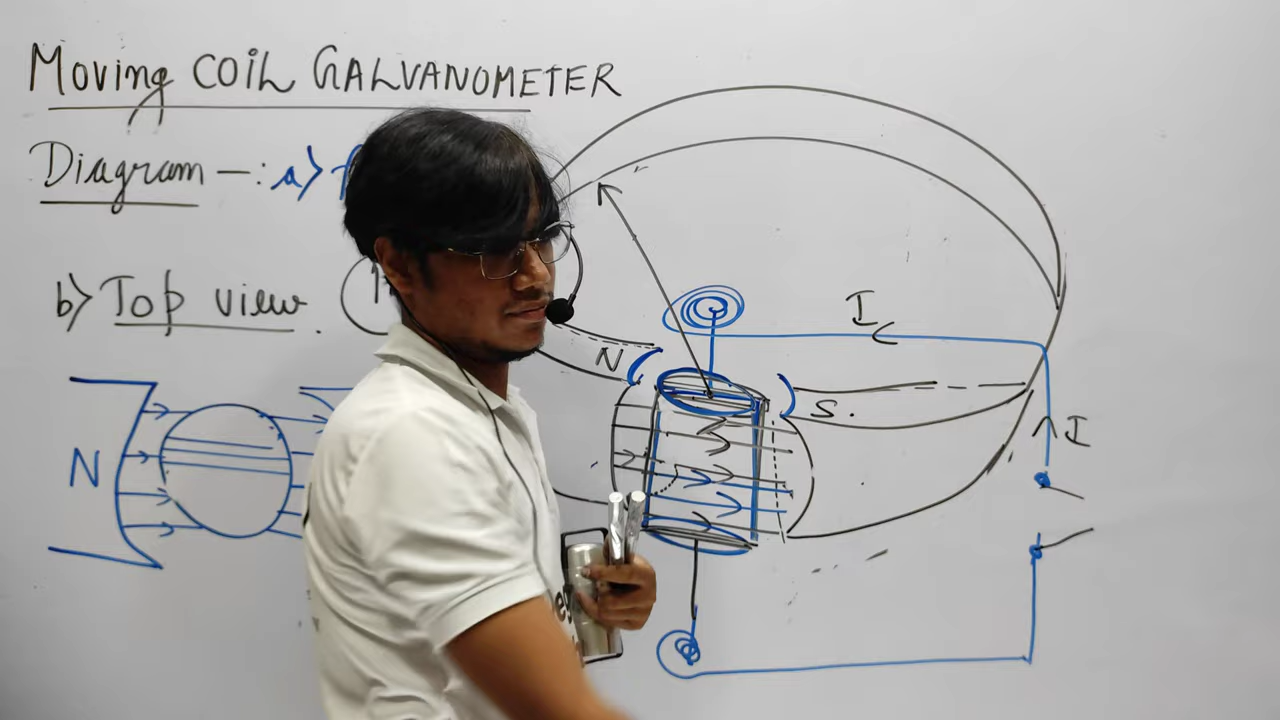 Moving COIL GALVANOMETER
Diagram -: a>
b> Top view.
N
N
S.
I
I